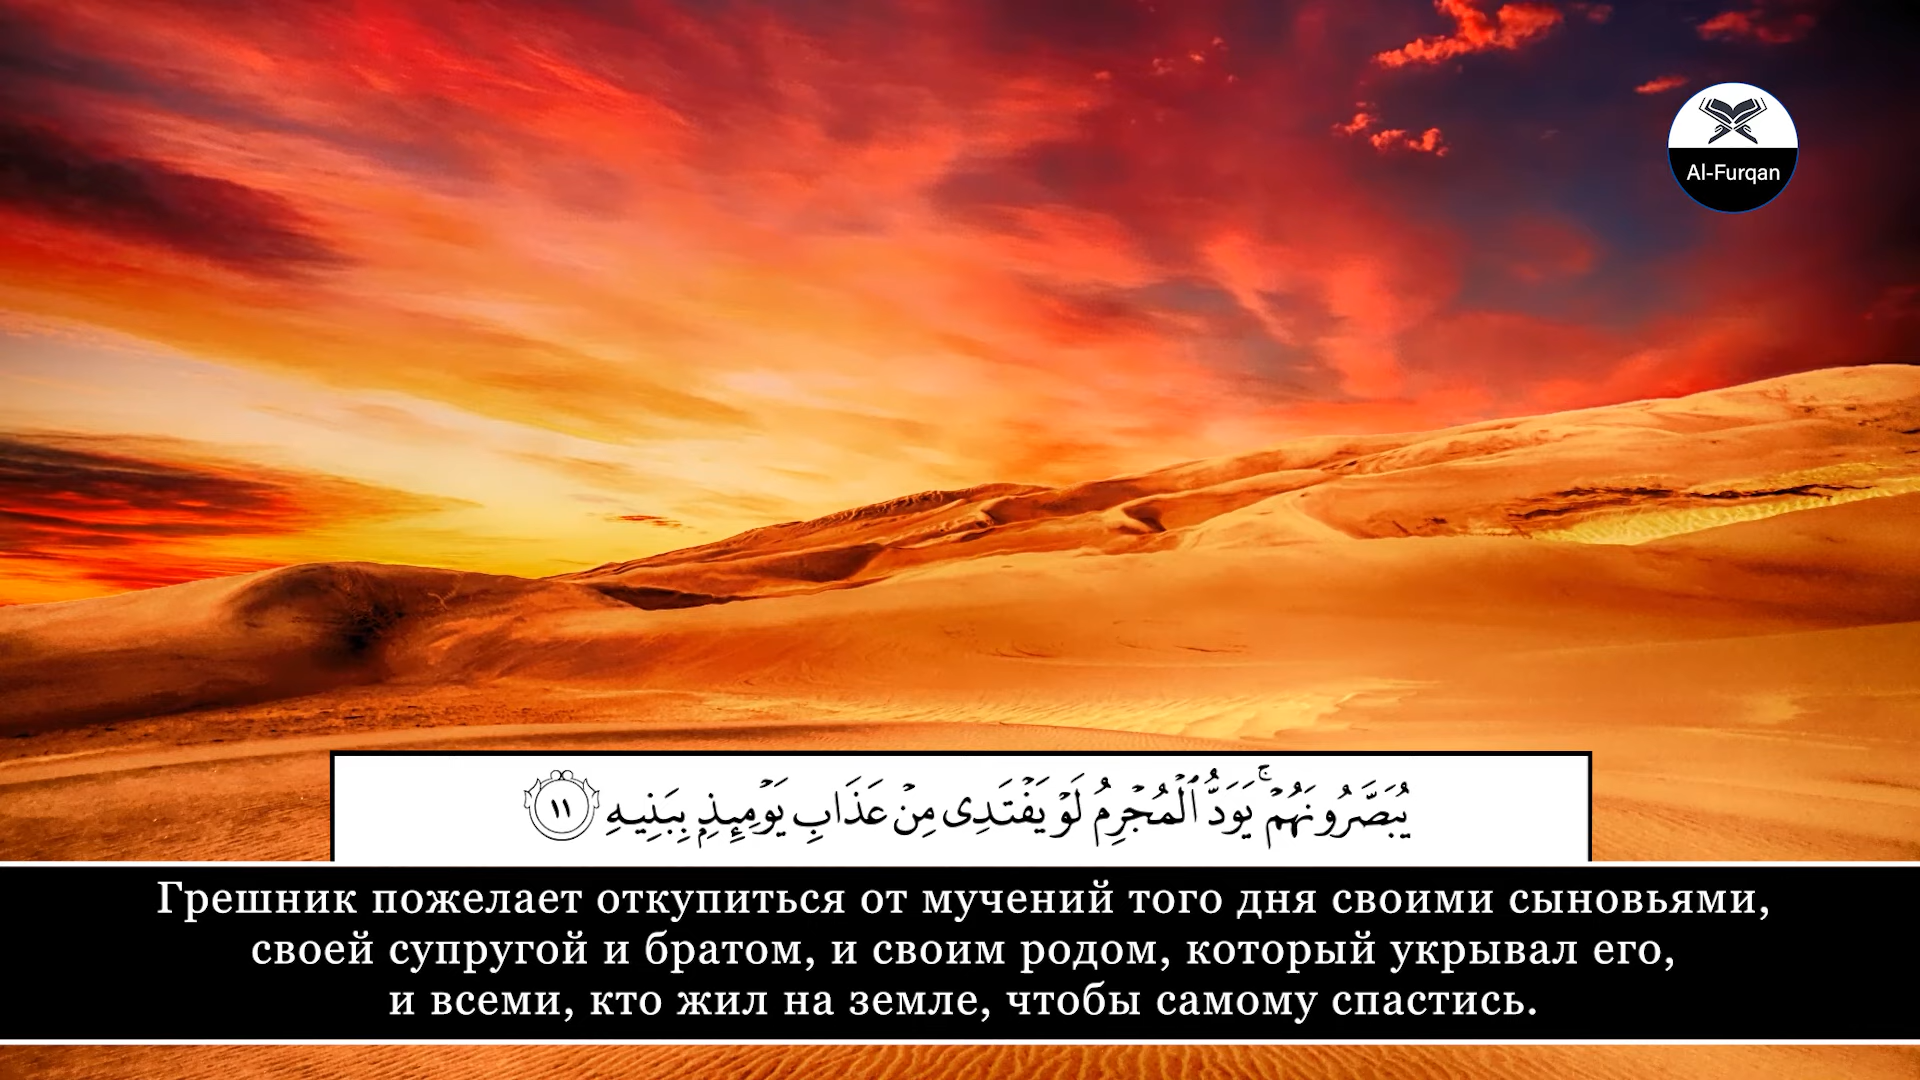 Al-Furqan
يُبَصَّرُونَهُمْ ۚ يَوَدُّ ٱلْمُجْرِمُ لَوْ يَفْتَدِى مِنْ عَذَابِ يَوْمِئِذٍۭ بِبَنِيهِ ١١
Грешник пожелает откупиться от мучений того дня своими сыновьями,
своей супругой и братом, и своим родом, который укрывал его,
и всеми, кто жил на земле, чтобы самому спастись.